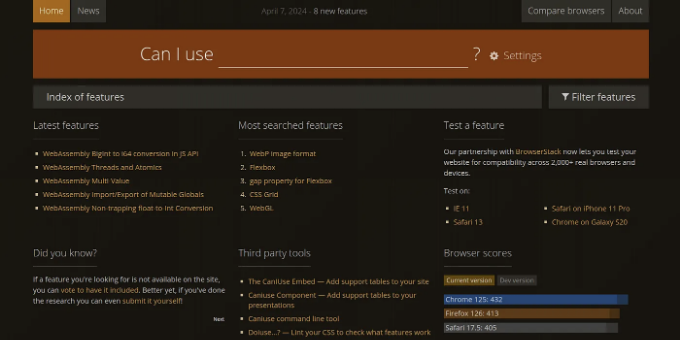 Home News April 7, 2024 - 8 new features Compare browsers About
Can I use ? Settings
Index of features Filter features
Latest features
WebAssembly BigInt to i64 conversion in JS API
WebAssembly Threads and Atomics
WebAssembly Multi Value
WebAssembly Import/Export of Mutable Globals
WebAssembly Non-trapping float-to-int Conversion
Most searched features
1. WebP image format
2. Flexbox
3. gap property for Flexbox
4. CSS Grid
5. WebGL
Test a feature
Our partnership with BrowserStack now lets you test your
website for compatibility across 2,000+ real browsers and
devices.
Test on:
IE 11
Safari 13
Safari on iPhone 11 Pro
Chrome on Galaxy S20
Did you know?
If a feature you're looking for is not available on the site,
you can vote to have it included. Better yet, if you've done
the research you can even submit it yourself!
Next
Third party tools
The CanIUse Embed — Add support tables to your site
Caniuse Component — Add support tables to your
presentations
Caniuse command line tool
Doiuse...? — Lint your CSS to check what features work
Browser scores
Current version Dev version
Chrome 125: 432
Firefox 126: 413
Safari 17.5: 405